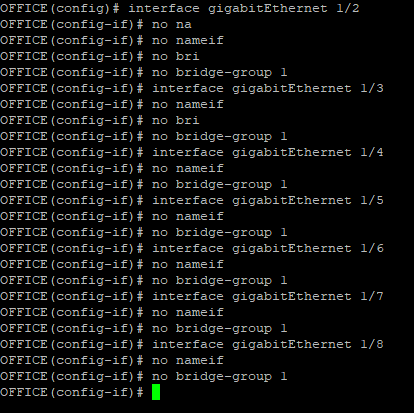 OFFICE(config)# interface gigabitEthernet 1/2
OFFICE(config-if)# no na
OFFICE(config-if)# no nameif
OFFICE(config-if)# no bri
OFFICE(config-if)# no bridge-group 1
OFFICE(config-if)# interface gigabitEthernet 1/3
OFFICE(config-if)# no nameif
OFFICE(config-if)# no bri
OFFICE(config-if)# no bridge-group 1
OFFICE(config-if)# interface gigabitEthernet 1/4
OFFICE(config-if)# no nameif
OFFICE(config-if)# no bridge-group 1
OFFICE(config-if)# interface gigabitEthernet 1/5
OFFICE(config-if)# no nameif
OFFICE(config-if)# no bridge-group 1
OFFICE(config-if)# interface gigabitEthernet 1/6
OFFICE(config-if)# no nameif
OFFICE(config-if)# no bridge-group 1
OFFICE(config-if)# interface gigabitEthernet 1/7
OFFICE(config-if)# no nameif
OFFICE(config-if)# no bridge-group 1
OFFICE(config-if)# interface gigabitEthernet 1/8
OFFICE(config-if)# no nameif
OFFICE(config-if)# no bridge-group 1
OFFICE(config-if)#